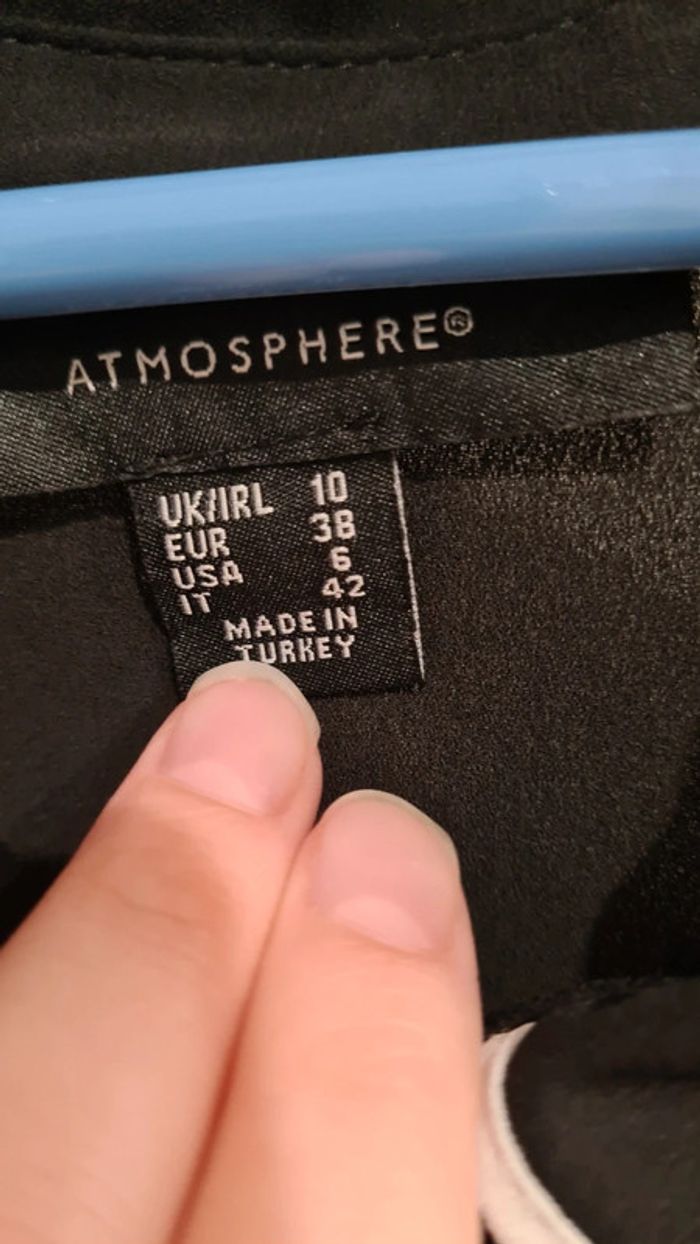 ATMOSPHERE®
UK/IRL 10
EUR 38
USA 6
IT 42
MADE IN
TURKEY